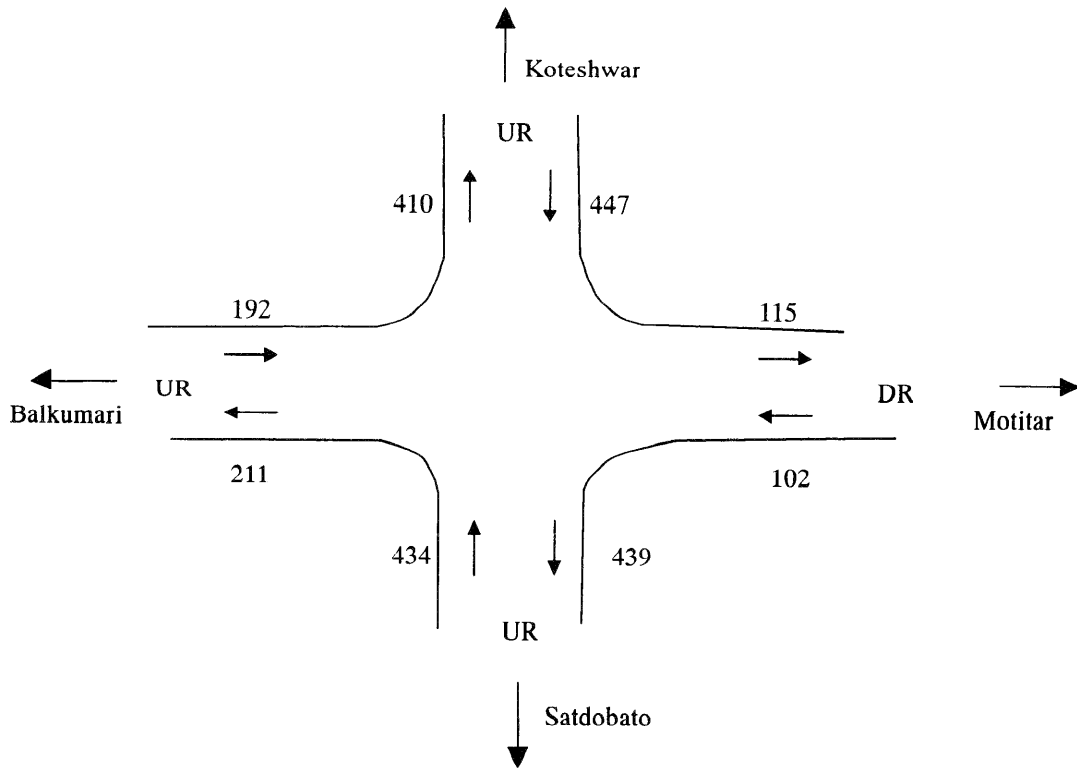 Koteshwar
UR
410
447
192
115
UR
DR
Balkumari
Motitar
211
102
434
439
UR
Satdobato